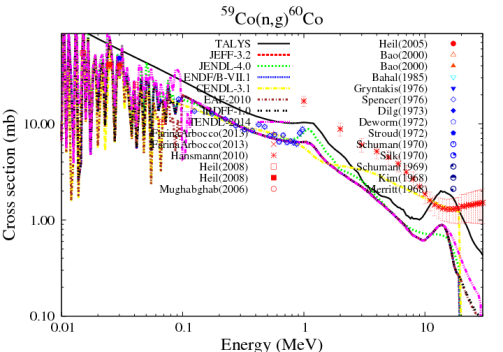 59Co(n,g)60Co
TALYS
JEFF-3.2
JENDL-4.0
ENDF/B-VII.1
CENDL-3.1
EAF-2010
IRDFF-1.0
TENDL-2014
FurinArbocco(2013)
FurinArbocco(2013)
Hansmann(2010)
Heil(2008)
Heil(2008)
Mughabghab(2006)
Heil(2005)
Bao(2000)
Bao(2000)
Bahal(1985)
Gryntakis(1976)
Spencer(1976)
Dilg(1973)
Deworm(1972)
Stroud(1972)
Schuman(1970)
Silk(1970)
Schuman(1969)
Kim(1968)
Merritt(1968)
Cross section (mb)
10.00
1.00
0.10
0.01
0.1
1
10
Energy (MeV)